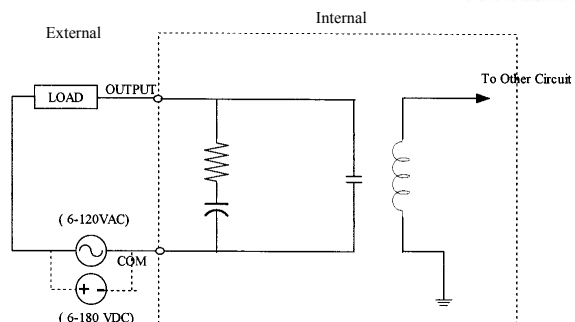 Internal
External
To Other Circuit
OUTPUT
LOAD
( 6-120VAC)
COM
( 6-180 VDC)